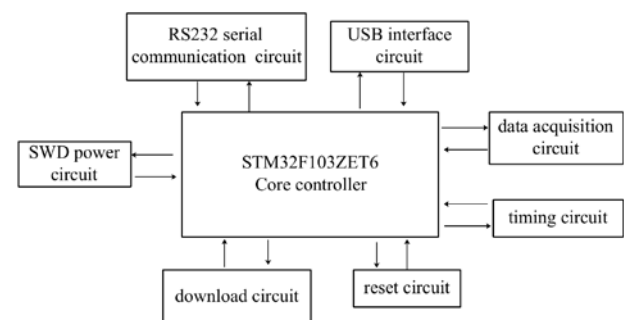 RS232 serial
communication circuit
USB interface
circuit
data acquisition
circuit
SWD power
circuit
STM32F103ZET6
Core controller
timing circuit
download circuit
reset circuit